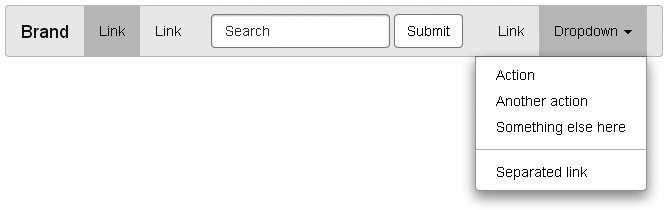 Brand Link Link Search Submit Link Dropdown
Action
Another action
Something else here
Separated link